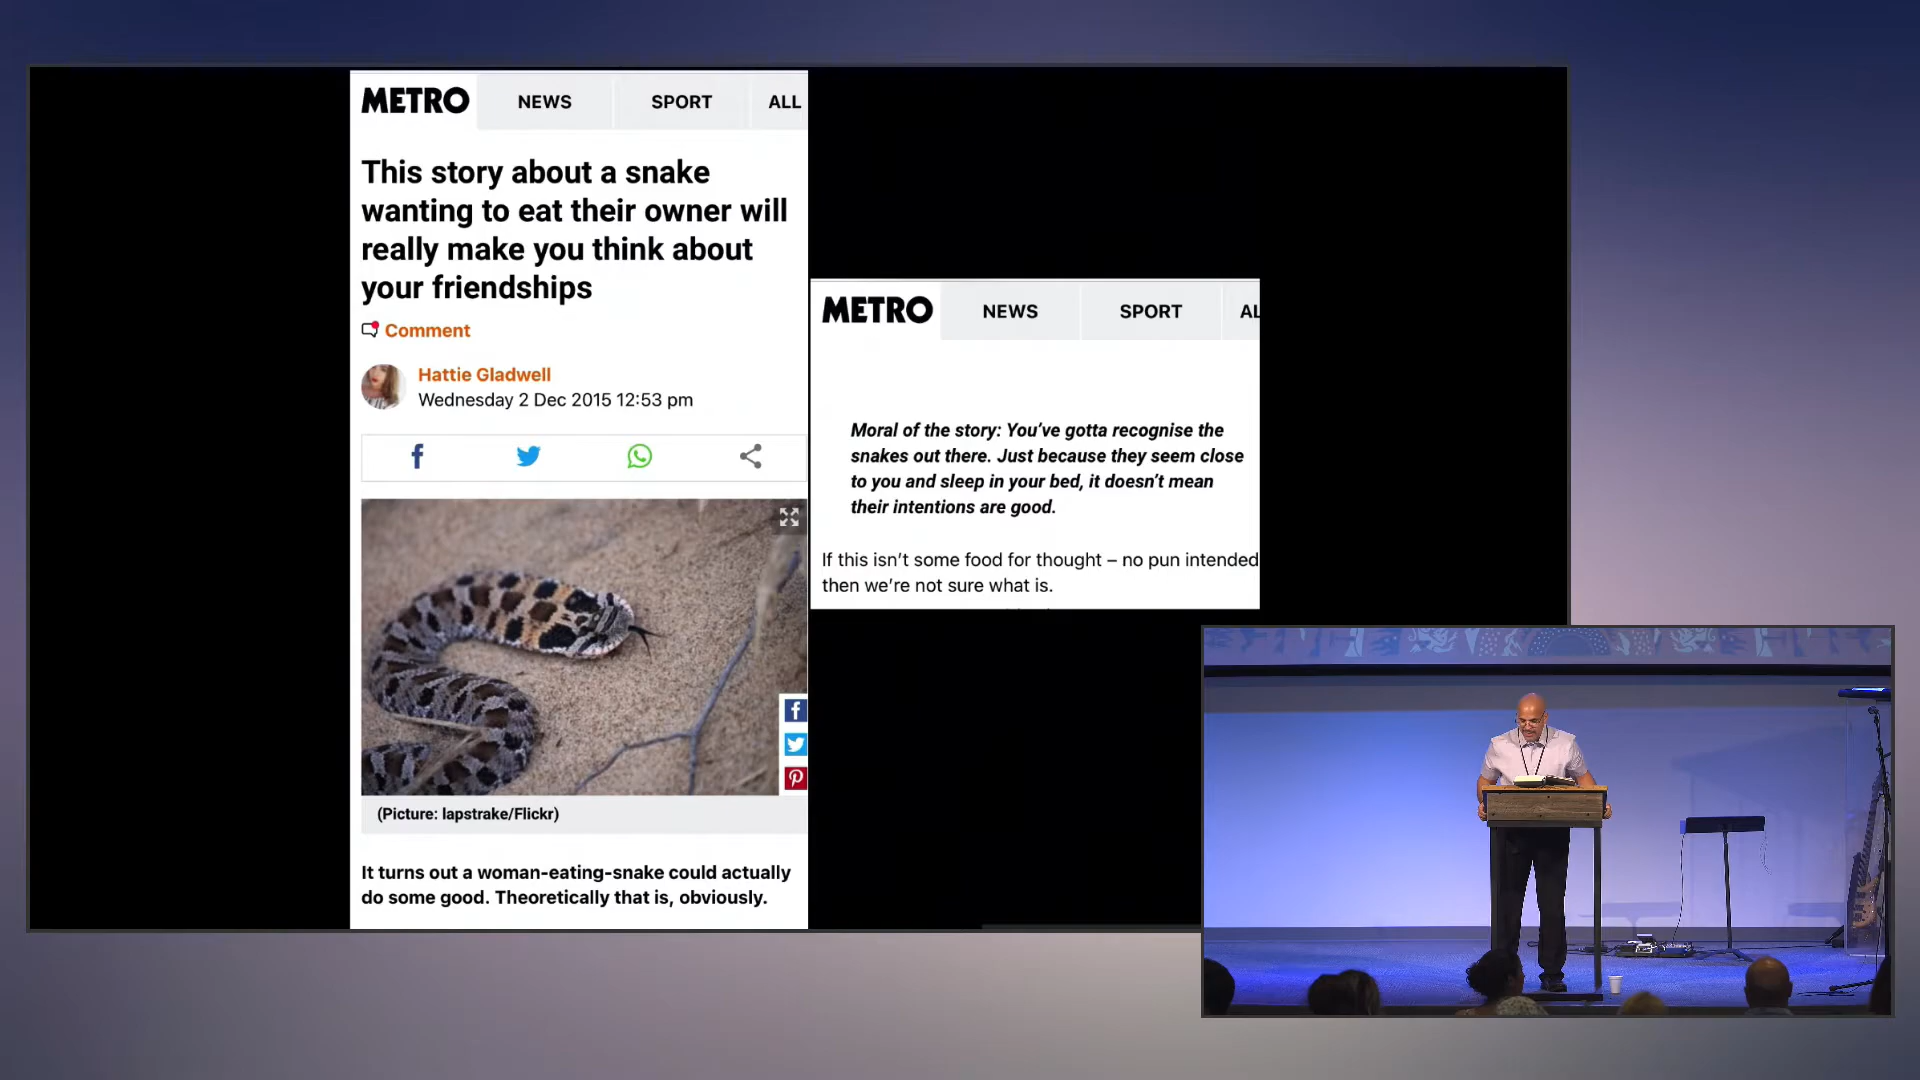 METRO NEWS SPORT ALL
This story about a snake
wanting to eat their owner will
really make you think about
your friendships
Comment
Hattie Gladwell
Wednesday 2 Dec 2015 12:53 pm
(Picture: lapstrake/Flickr)
It turns out a woman-eating-snake could actually
do some good. Theoretically that is, obviously.
METRO NEWS SPORT AL
Moral of the story: You’ve gotta recognise the
snakes out there. Just because they seem close
to you and sleep in your bed, it doesn’t mean
their intentions are good.
If this isn’t some food for thought – no pun intended
then we’re not sure what is.